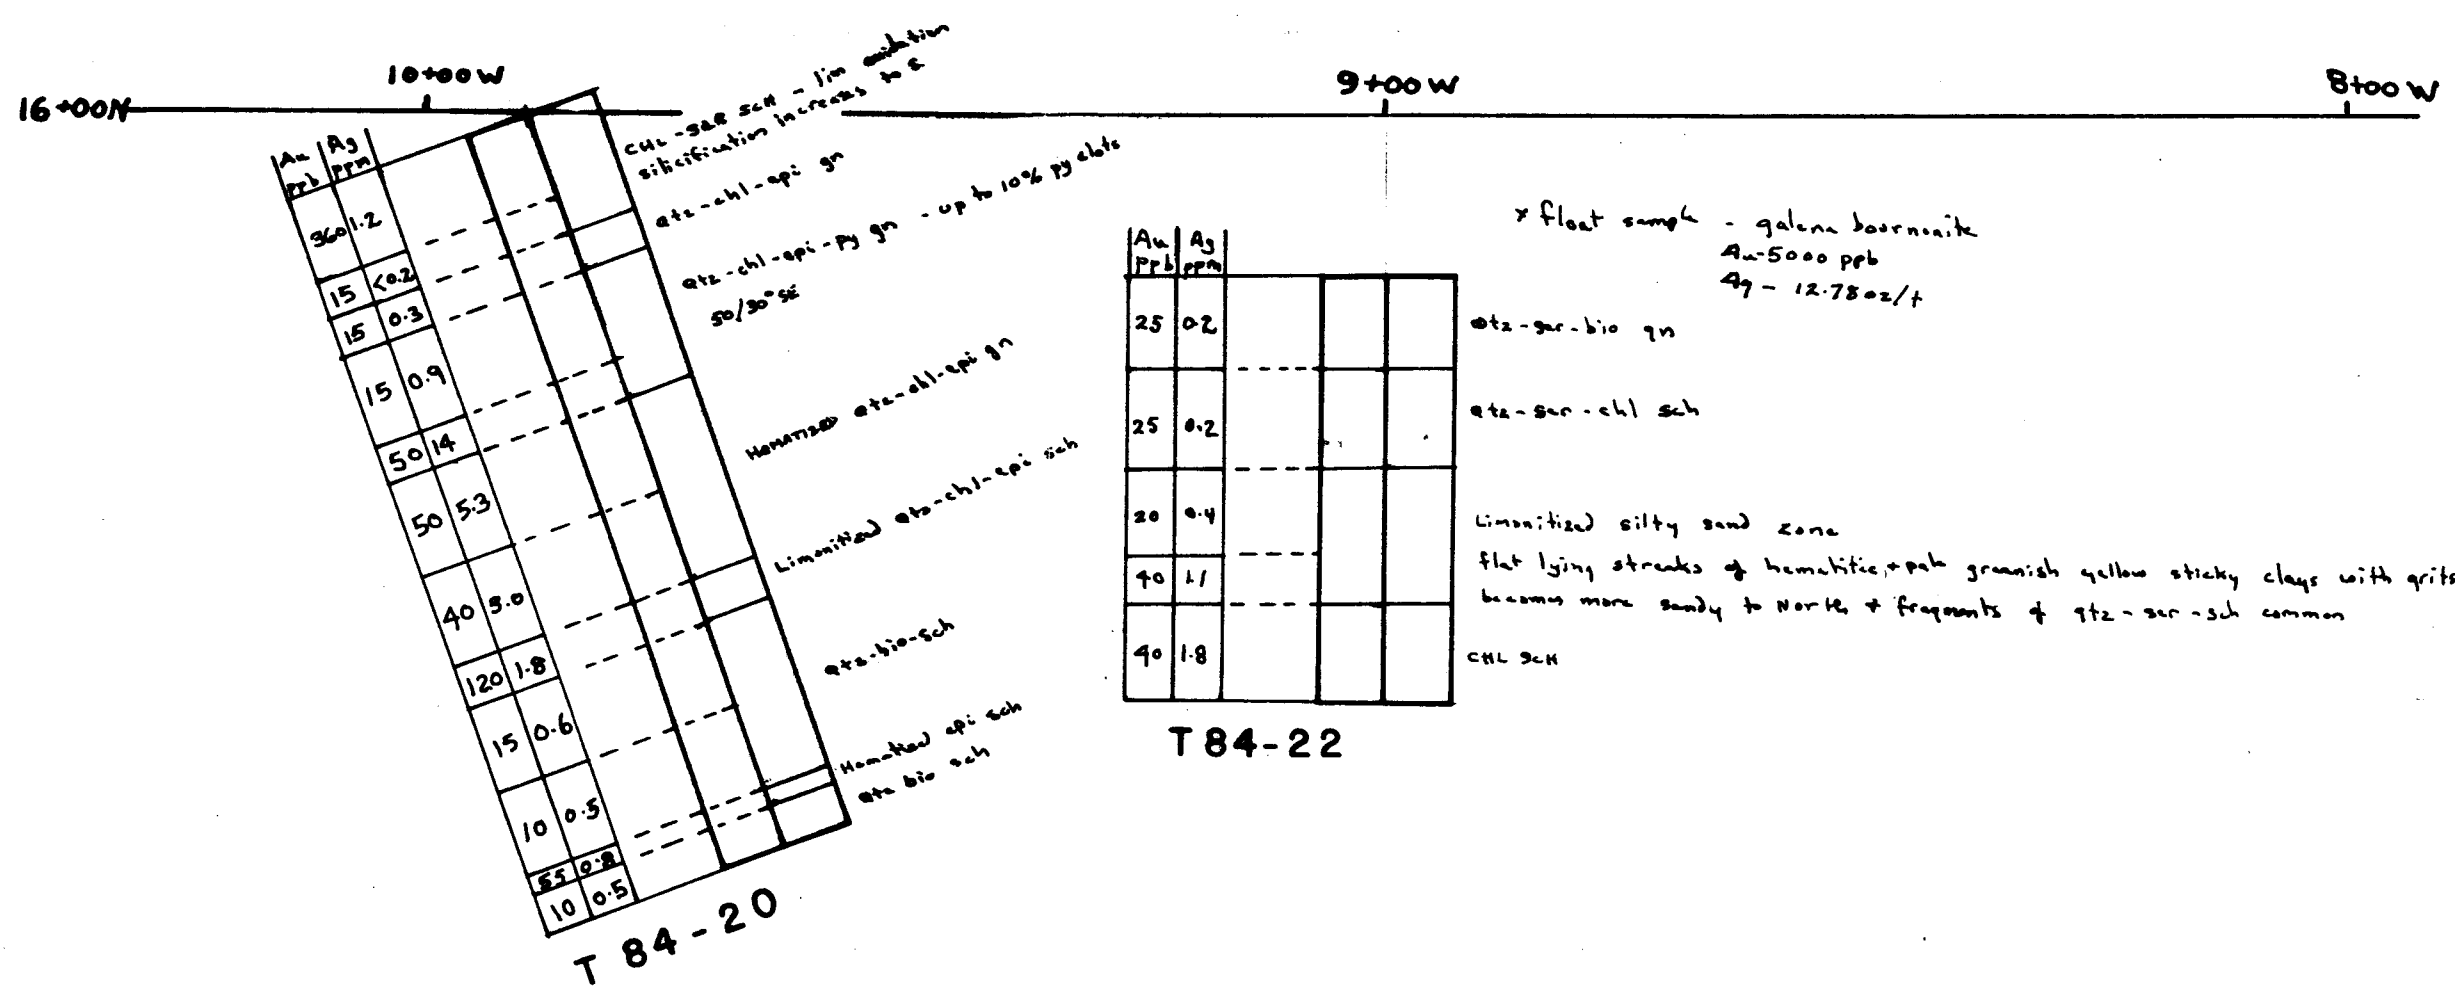 16+00N
10+00W
9+00W
8+00W
Au ppb
Ag ppm
360 1.2
15 <0.2
15 0.3
15 0.9
50 14
50 5.3
40 5.0
120 1.8
15 0.6
10 0.5
55 0.8
10 0.5
CHL-SER SCH - lim oxidation
silicification increases to E
qtz-chl-epi gn
qtz-chl-epi-py gn - up to 10% py clots
50/30°SE
HEMATIZED qtz-chl-epi gn
Limonitized qtz-chl-epi sch
qtz-bio-sch
Hematized epi sch
qtz bio sch
T 84-20
Au ppb
Ag ppm
25 0.2
25 0.2
20 0.4
40 1.1
40 1.8
qtz-ser-bio gn
qtz-ser-chl sch
Limonitized silty sand zone
flat lying streaks of hematitic, + pale greenish yellow sticky clays with grits
becomes more sandy to North + fragments of qtz-ser-sch common
CHL SCH
T 84-22
x float sample - galena bournonite
Au-5000 ppb
Ag - 12.78 oz/t